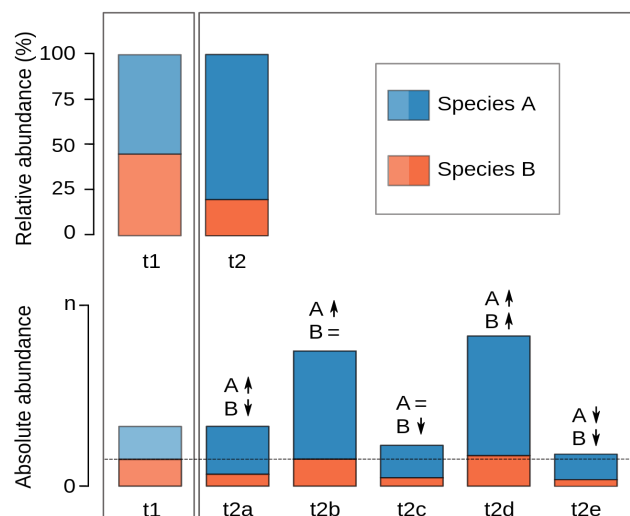 Relative abundance (%)
100
75
50
25
0
t1
t2
Species A
Species B
Absolute abundance
n
0
A
B
A
B =
A =
B
A
B
A
B
t1
t2a
t2b
t2c
t2d
t2e